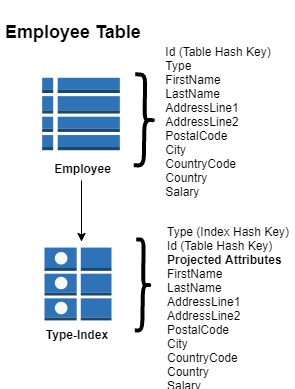 Employee Table
Id (Table Hash Key)
Type
FirstName
LastName
AddressLine1
AddressLine2
PostalCode
City
CountryCode
Country
Salary
Employee
Type (Index Hash Key)
Id (Table Hash Key)
Projected Attributes
FirstName
LastName
AddressLine1
AddressLine2
PostalCode
City
CountryCode
Country
Salary
Type-Index